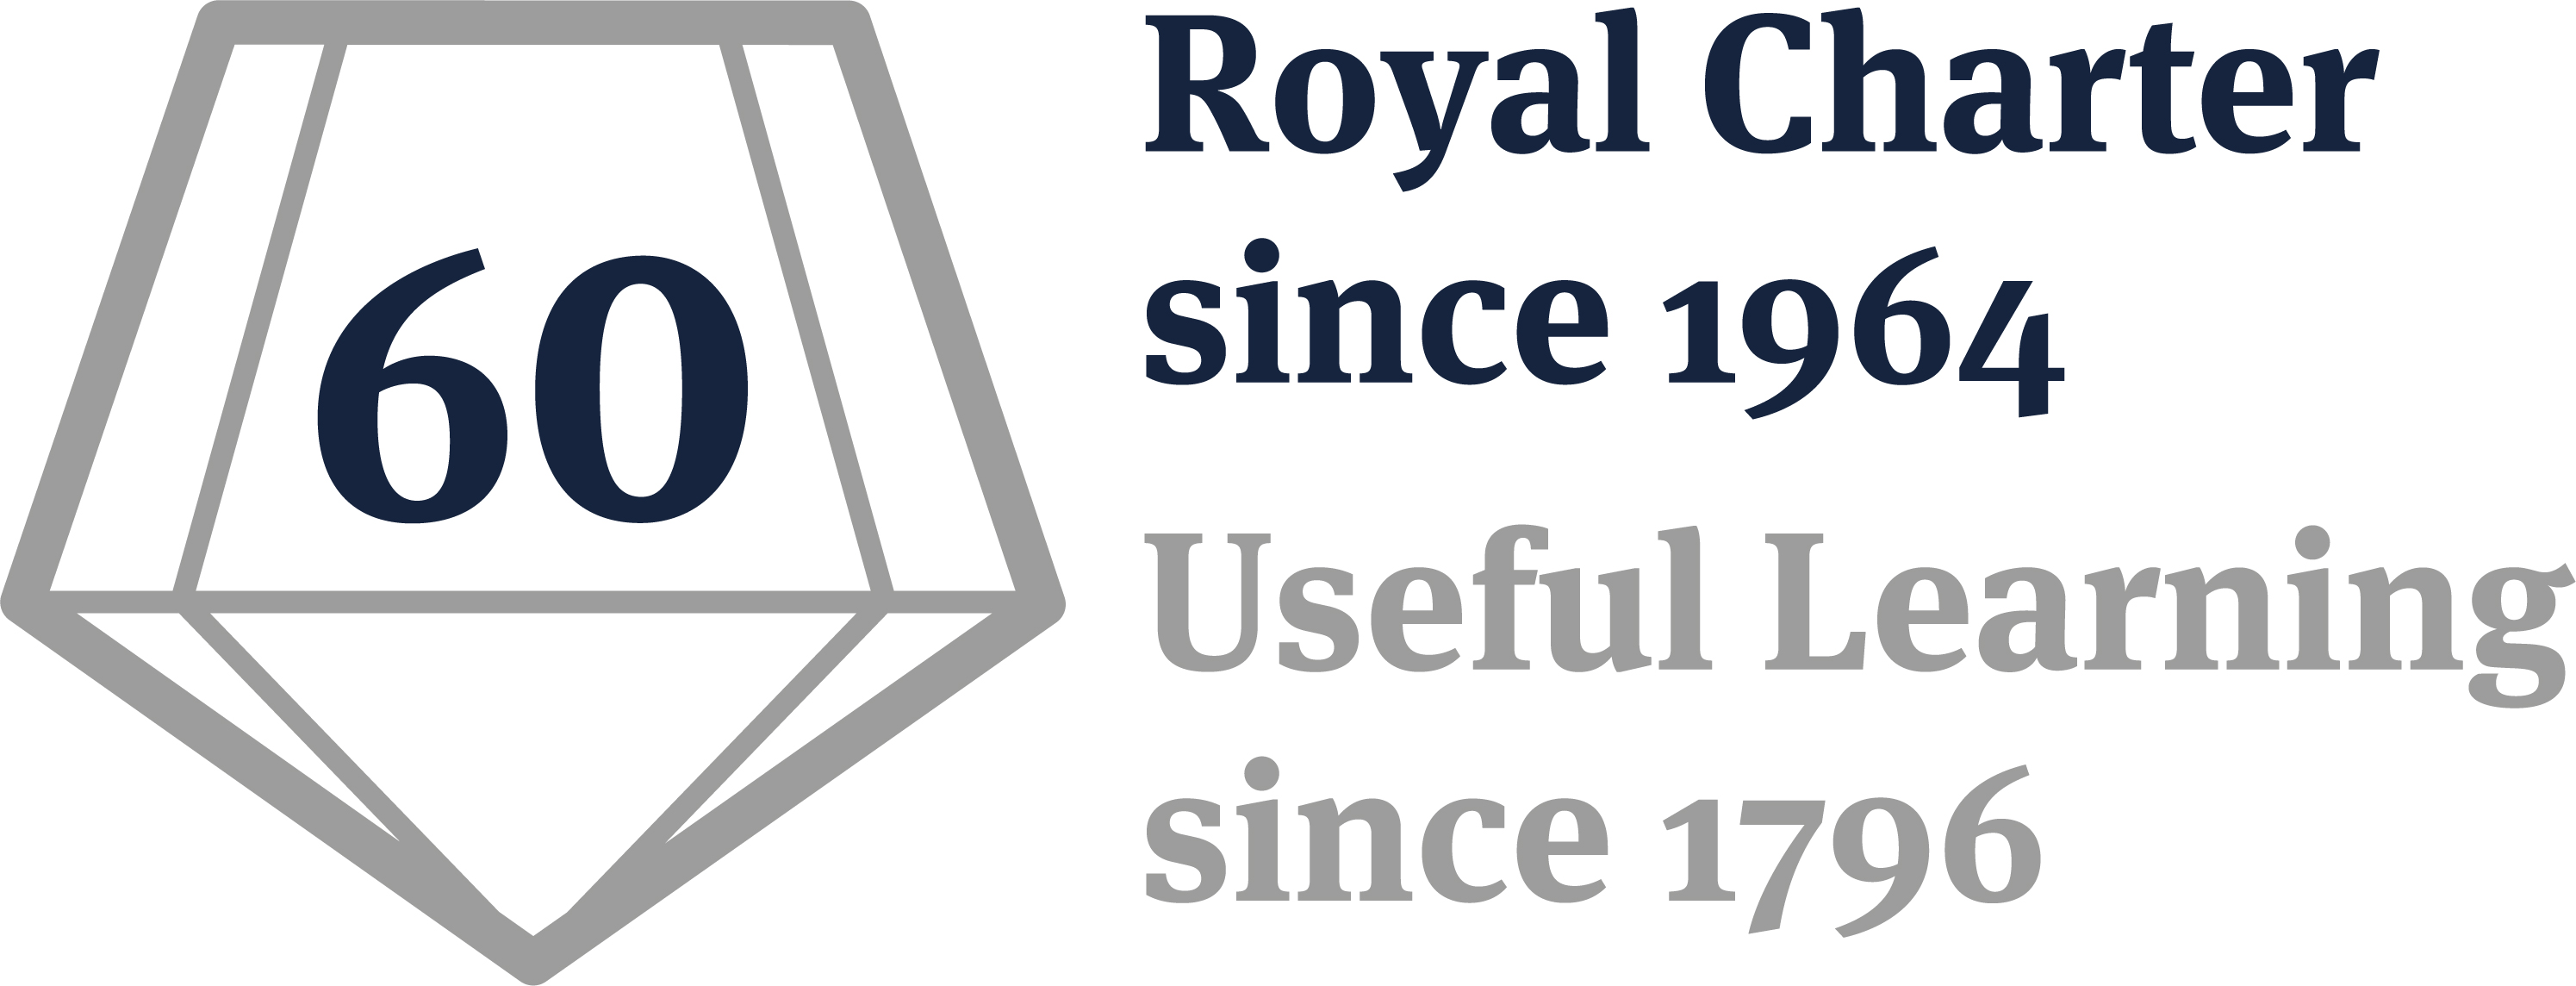 60
Royal Charter
since 1964
Useful Learning
since 1796